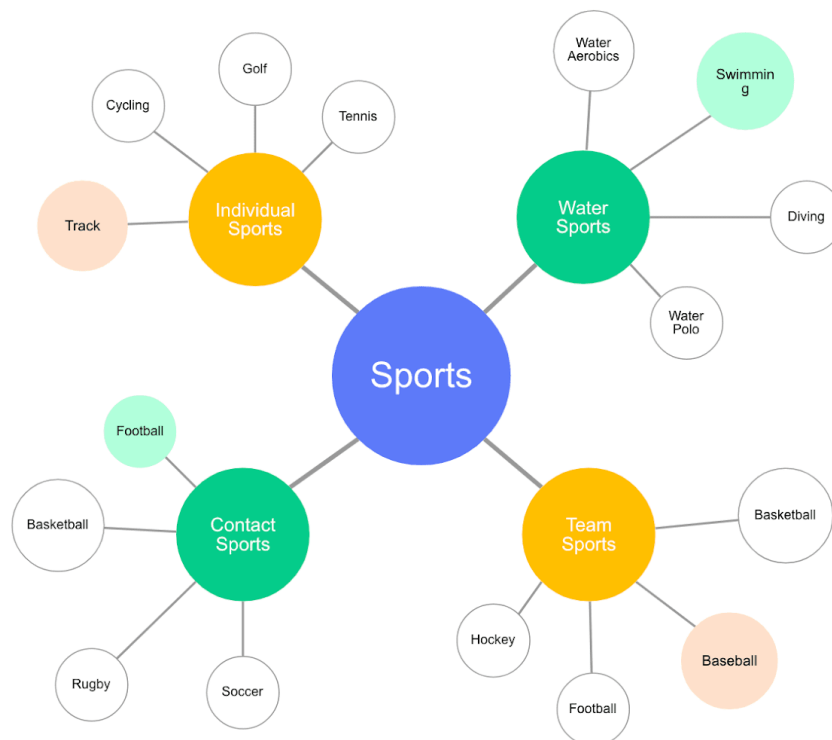 Golf
Cycling
Tennis
Track
Individual
Sports
Water
Aerobics
Swimmin
g
Water
Sports
Diving
Water
Polo
Sports
Football
Basketball
Contact
Sports
Rugby
Soccer
Team
Sports
Basketball
Hockey
Baseball
Football